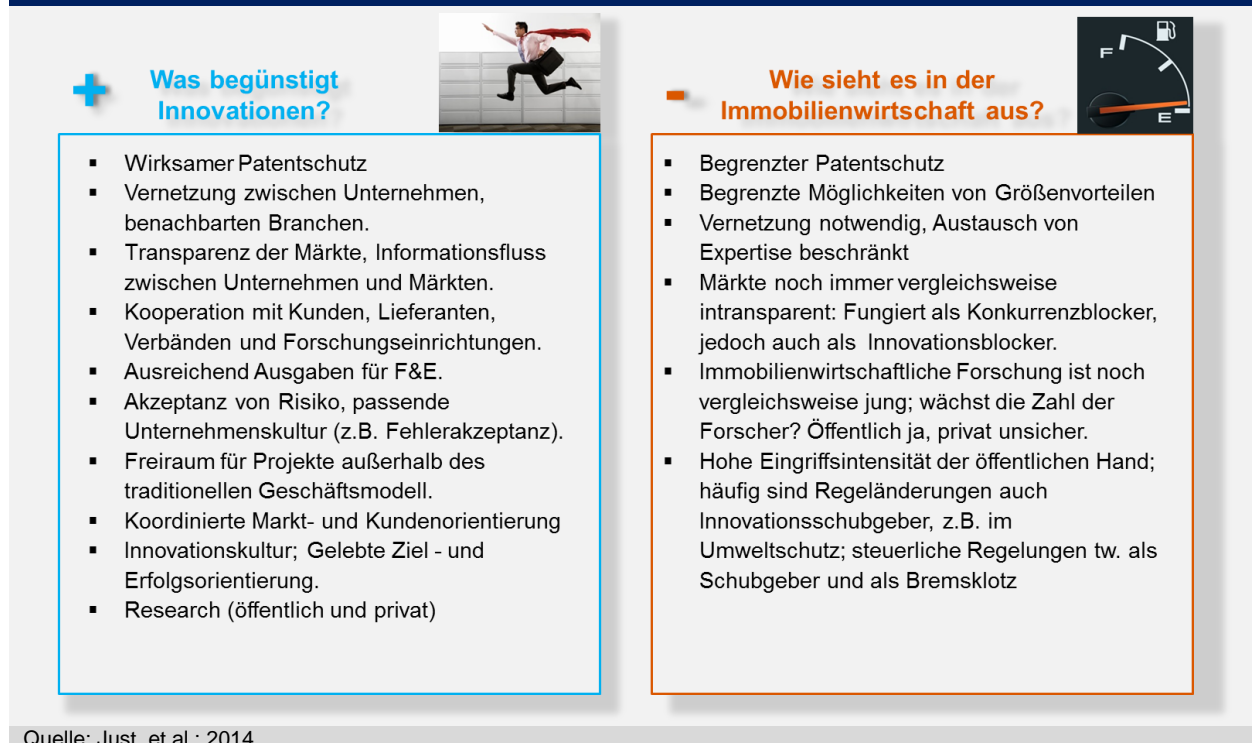 +
Was begünstigt
Innovationen?
▪ Wirksamer Patentschutz
▪ Vernetzung zwischen Unternehmen,
benachbarten Branchen.
▪ Transparenz der Märkte, Informationsfluss
zwischen Unternehmen und Märkten.
▪ Kooperation mit Kunden, Lieferanten,
Verbänden und Forschungseinrichtungen.
▪ Ausreichend Ausgaben für F&E.
▪ Akzeptanz von Risiko, passende
Unternehmenskultur (z.B. Fehlerakzeptanz).
▪ Freiraum für Projekte außerhalb des
traditionellen Geschäftsmodell.
▪ Koordinierte Markt- und Kundenorientierung
▪ Innovationskultur; Gelebte Ziel - und
Erfolgsorientierung.
▪ Research (öffentlich und privat)
-
Wie sieht es in der
Immobilienwirtschaft aus?
F
E
▪ Begrenzter Patentschutz
▪ Begrenzte Möglichkeiten von Größenvorteilen
▪ Vernetzung notwendig, Austausch von
Expertise beschränkt
▪ Märkte noch immer vergleichsweise
intransparent: Fungiert als Konkurrenzblocker,
jedoch auch als Innovationsblocker.
▪ Immobilienwirtschaftliche Forschung ist noch
vergleichsweise jung; wächst die Zahl der
Forscher? Öffentlich ja, privat unsicher.
▪ Hohe Eingriffsintensität der öffentlichen Hand;
häufig sind Regeländerungen auch
Innovationsschubgeber, z.B. im
Umweltschutz; steuerliche Regelungen tw. als
Schubgeber und als Bremsklotz
Quelle: Just, et al.; 2014